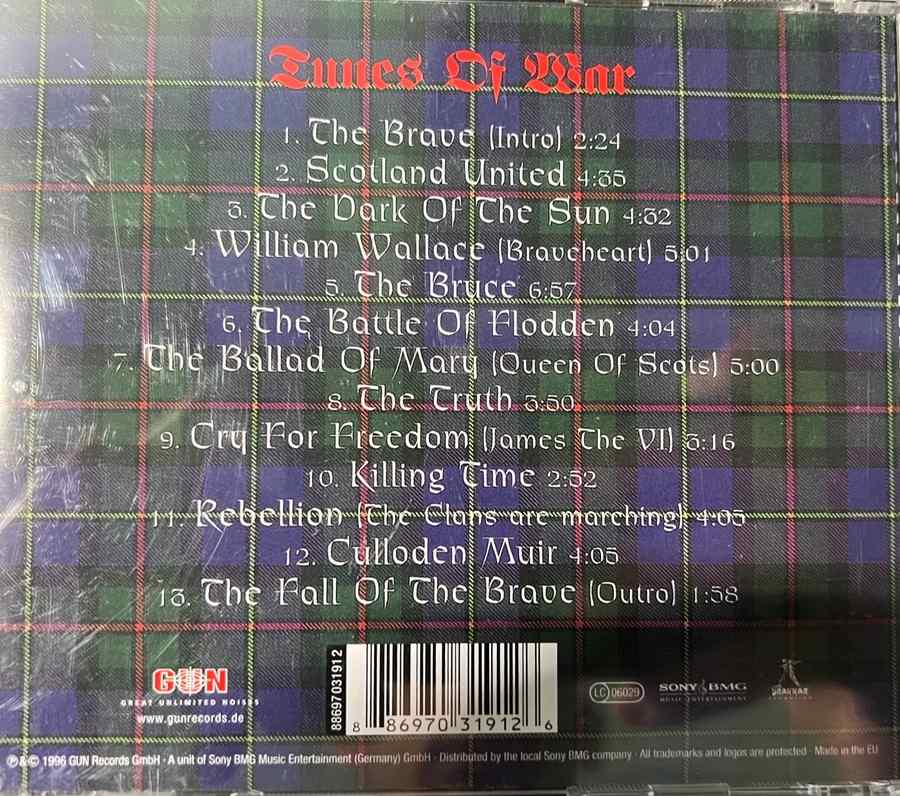 Tunes Of War
1. The Brave (Intro) 2:24
2. Scotland United 4:35
3. The Dark Of The Sun 4:32
4. William Wallace (Braveheart) 5:01
5. The Bruce 6:57
6. The Battle Of Flodden 4:04
7. The Ballad Of Mary (Queen Of Scots) 5:00
8. The Truth 3:50
9. Cry For Freedom (James The VI) 3:16
10. Killing Time 2:52
11. Rebellion (The Clans are marching) 4:05
12. Culloden Muir 4:05
13. The Fall Of The Brave (Outro) 1:58
GUN
GREAT UNLIMITED NOISES
www.gunrecords.de
88697031912
8 86970 31912 6
LC 06029
SONY BMG
MUSIC ENTERTAINMENT
DRAKKAR
℗&© 1996 GUN Records GmbH · A unit of Sony BMG Music Entertainment (Germany) GmbH · Distributed by the local Sony BMG company · All trademarks and logos are protected · Made in the EU